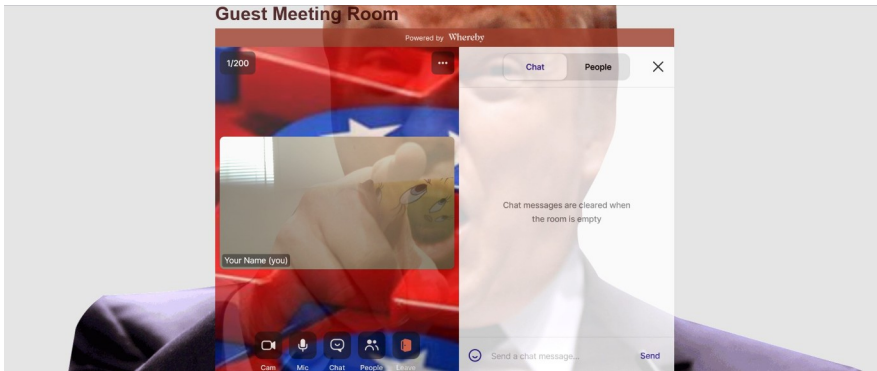 Guest Meeting Room
Powered by Whereby
1/200
Chat People
Chat messages are cleared when
the room is empty
Your Name (you)
Cam Mic Chat People Leave
Send a chat message... Send